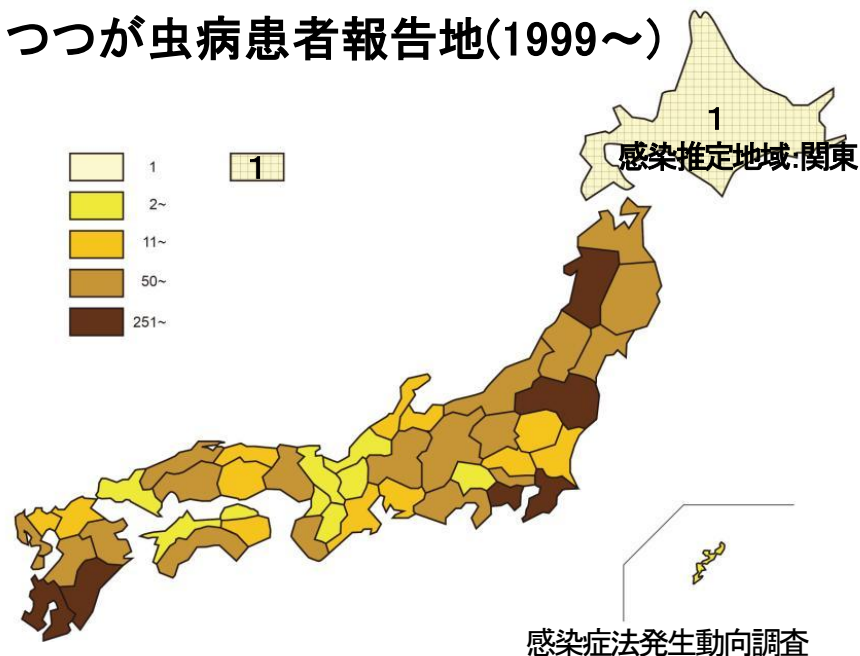 つつが虫病患者報告地(1999～)
1
感染推定地域:関東
1
1
2~
11~
50~
251~
感染症法発生動向調査